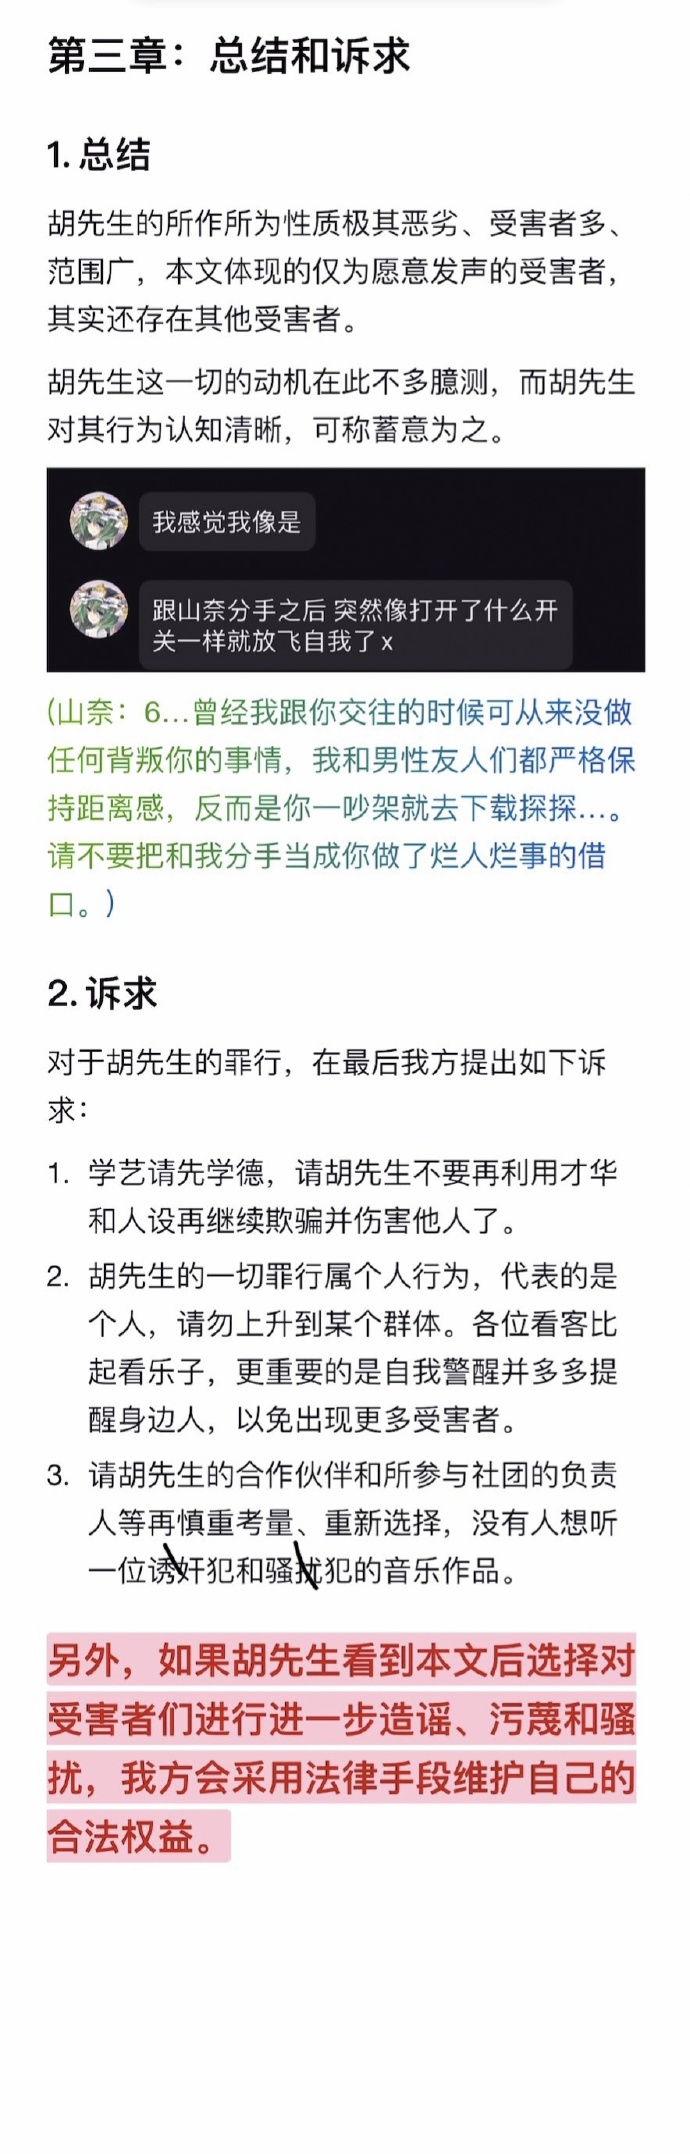 第三章：总结和诉求
1. 总结
胡先生的所作所为性质极其恶劣、受害者多、
范围广，本文体现的仅为愿意发声的受害者，
其实还存在其他受害者。
胡先生这一切的动机在此不多臆测，而胡先生
对其行为认知清晰，可称蓄意为之。
我感觉我像是
跟山奈分手之后 突然像打开了什么开
关一样就放飞自我了 x
(山奈：6...曾经我跟你交往的时候可从来没做
任何背叛你的事情，我和男性友人们都严格保
持距离感，反而是你一吵架就去下载探探...。
请不要把和我分手当成你做了烂人烂事的借
口。)
2. 诉求
对于胡先生的罪行，在最后我方提出如下诉
求：
1. 学艺请先学德，请胡先生不要再利用才华
和人设再继续欺骗并伤害他人了。
2. 胡先生的一切罪行属个人行为，代表的是
个人，请勿上升到某个群体。各位看客比
起看乐子，更重要的是自我警醒并多多提
醒身边人，以免出现更多受害者。
3. 请胡先生的合作伙伴和所参与社团的负责
人等再慎重考量、重新选择，没有人想听
一位诱奸犯和骚扰犯的音乐作品。
另外，如果胡先生看到本文后选择对
受害者们进行进一步造谣、污蔑和骚
扰，我方会采用法律手段维护自己的
合法权益。